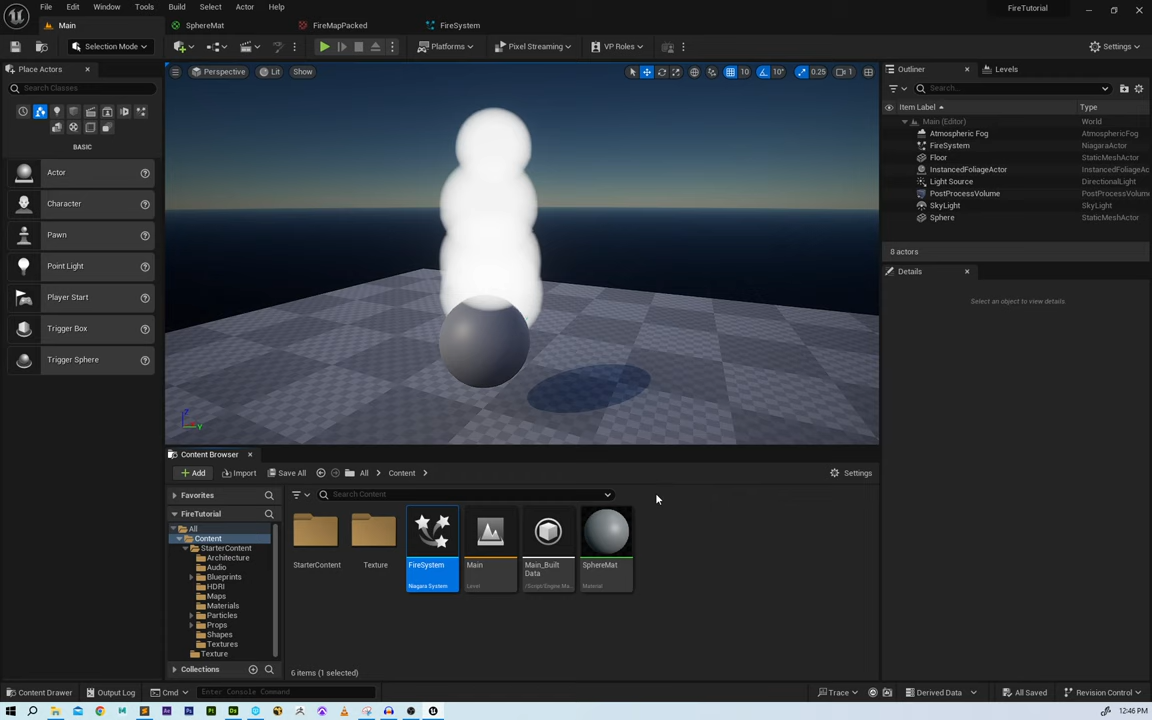 File Edit Window Tools Build Select Actor Help
FireTutorial
Main
SphereMat
FireMapPacked
FireSystem
Selection Mode
Platforms
Pixel Streaming
VP Roles
Settings
Place Actors
Search Classes
BASIC
Actor
Character
Pawn
Point Light
Player Start
Trigger Box
Trigger Sphere
Perspective
Lit
Show
10
10°
0.25
1
Z
Y
Outliner
Levels
Search...
Item Label
Type
Main (Editor) World
Atmospheric Fog AtmosphericFog
FireSystem NiagaraActor
Floor StaticMeshActor
InstancedFoliageActor InstancedFoliageAc
Light Source DirectionalLight
PostProcessVolume PostProcessVolume
SkyLight SkyLight
Sphere StaticMeshActor
8 actors
Details
Select an object to view details.
Content Browser
Add
Import
Save All
All
Content
Settings
Favorites
FireTutorial
All
Content
StarterContent
Architecture
Audio
Blueprints
HDRI
Maps
Materials
Particles
Props
Shapes
Textures
Texture
Collections
Search Content
StarterContent
Texture
FireSystem
Niagara System
Main
Level
Main_Built
Data
/Script/Engine.Ma...
SphereMat
Material
6 items (1 selected)
Content Drawer
Output Log
Cmd
Enter Console Command
Trace
Derived Data
All Saved
Revision Control
12:46 PM